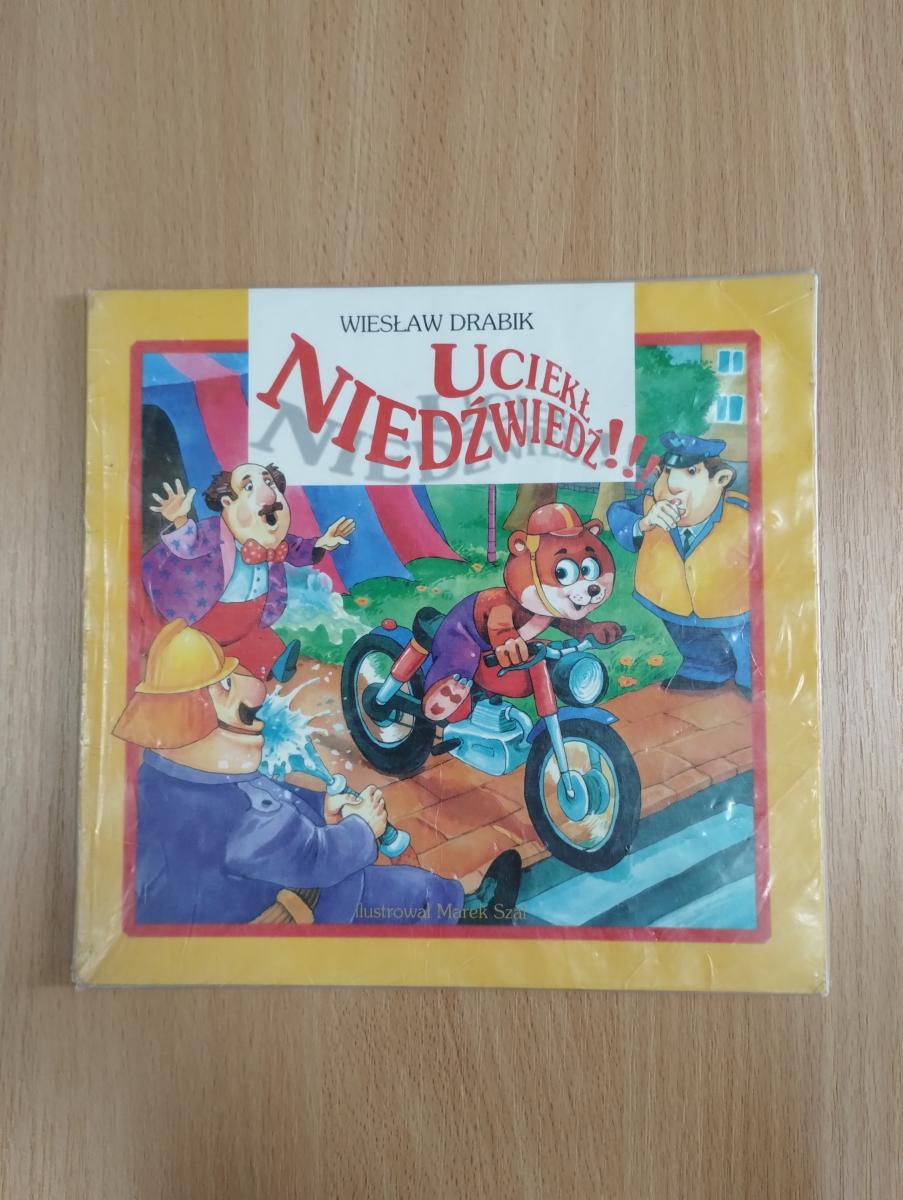 WIESŁAW DRABIK
UCIEKŁ
NIEDŹWIEDŹ!!!
Ilustrował Marek Szal